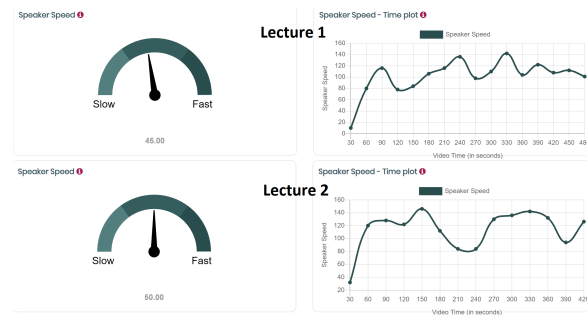 Speaker Speed
Slow
Fast
45.00
Lecture 1
Speaker Speed - Time plot
Speaker Speed
160
140
120
100
80
60
40
20
0
Speaker Speed
30 60 90 120 150 180 210 240 270 300 330 360 390 420 450 48
Video Time (in seconds)
Speaker Speed
Slow
Fast
50.00
Lecture 2
Speaker Speed - Time plot
Speaker Speed
160
140
120
100
80
60
40
20
Speaker Speed
30 60 90 120 150 180 210 240 270 300 330 360 390 420
Video Time (in seconds)